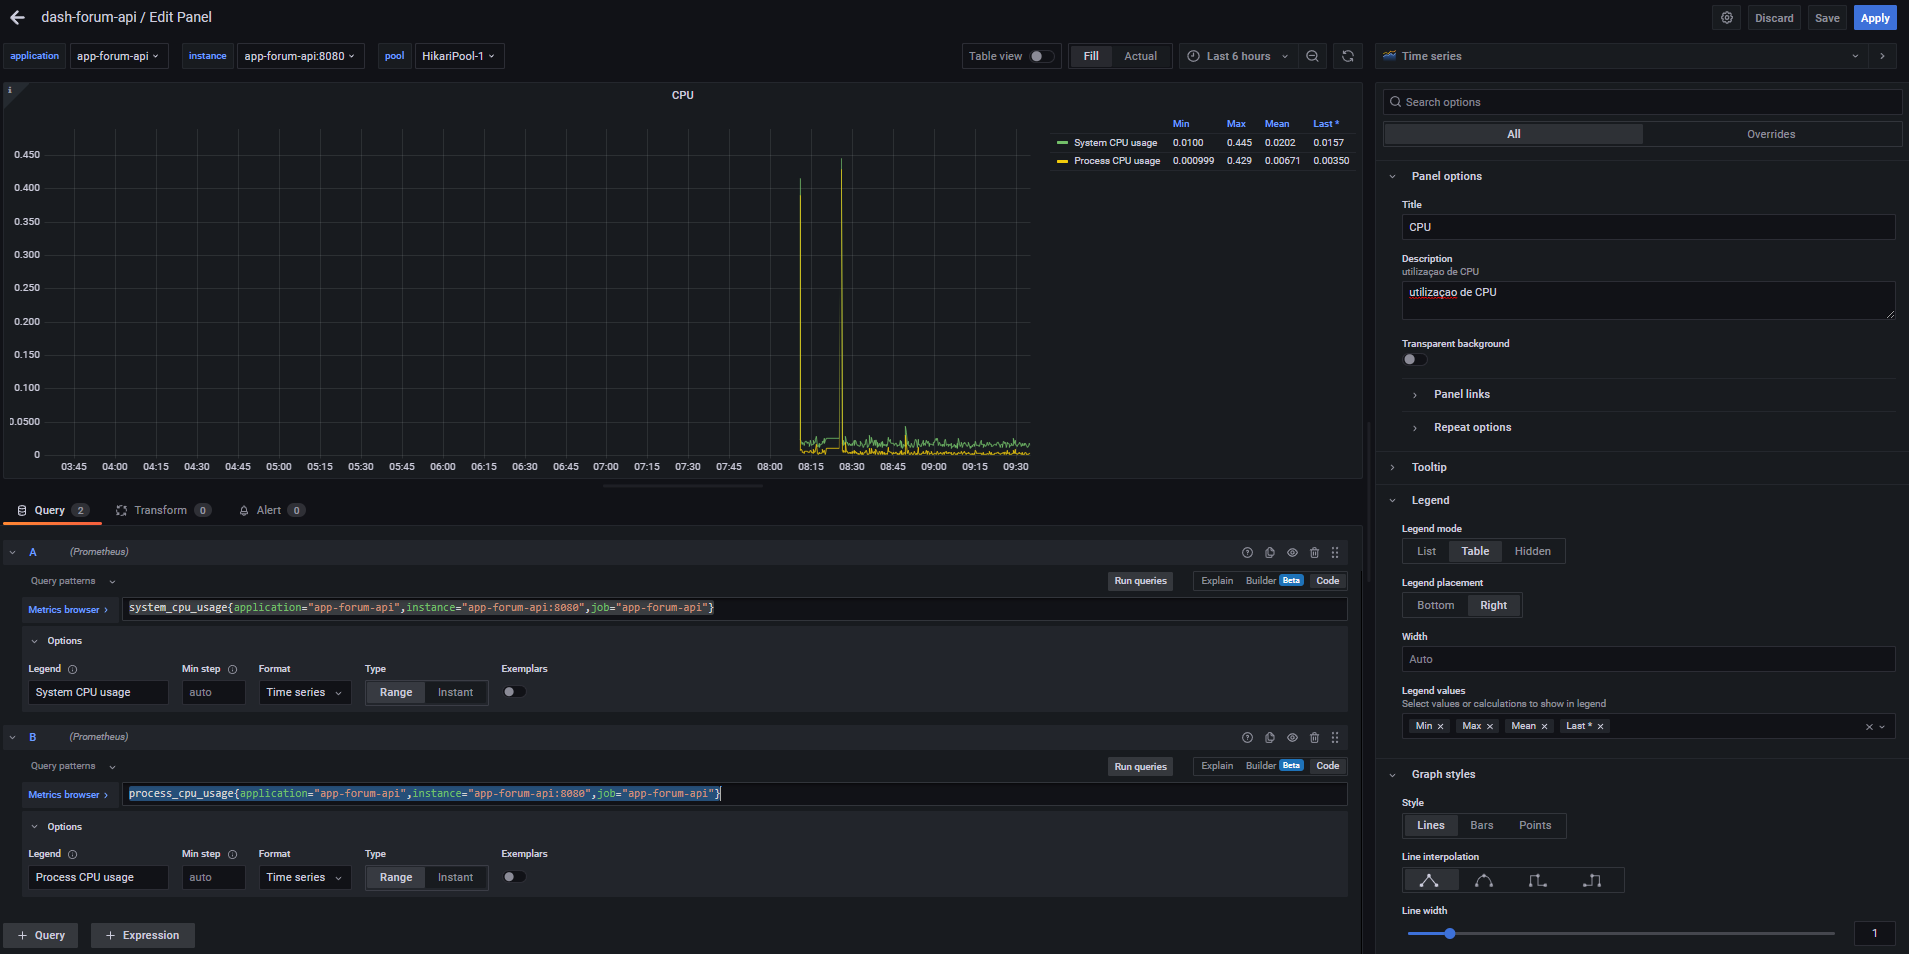 dash-forum-api / Edit Panel
Discard
Save
Apply
application
app-forum-api
instance
app-forum-api:8080
pool
HikariPool-1
Table view
Fill
Actual
Last 6 hours
Time series
i
CPU
Min Max Mean Last *
System CPU usage 0.0100 0.445 0.0202 0.0157
Process CPU usage 0.000999 0.429 0.00671 0.00350
0.450
0.400
0.350
0.300
0.250
0.200
0.150
0.100
0.0500
0
03:45 04:00 04:15 04:30 04:45 05:00 05:15 05:30 05:45 06:00 06:15 06:30 06:45 07:00 07:15 07:30 07:45 08:00 08:15 08:30 08:45 09:00 09:15 09:30
Query 2
Transform 0
Alert 0
A (Prometheus)
Query patterns
Run queries
Explain
Builder Beta
Code
Metrics browser >
system_cpu_usage{application="app-forum-api",instance="app-forum-api:8080",job="app-forum-api"}
Options
Legend Min step Format Type Exemplars
System CPU usage auto Time series Range Instant
B (Prometheus)
Query patterns
Run queries
Explain
Builder Beta
Code
Metrics browser >
process_cpu_usage{application="app-forum-api",instance="app-forum-api:8080",job="app-forum-api"}
Options
Legend Min step Format Type Exemplars
Process CPU usage auto Time series Range Instant
+ Query
+ Expression
Search options
All
Overrides
Panel options
Title
CPU
Description
utilizaçao de CPU
utilizaçao de CPU
Transparent background
Panel links
Repeat options
Tooltip
Legend
Legend mode
List Table Hidden
Legend placement
Bottom Right
Width
Auto
Legend values
Select values or calculations to show in legend
Min × Max × Mean × Last * ×
Graph styles
Style
Lines Bars Points
Line interpolation
Line width
1